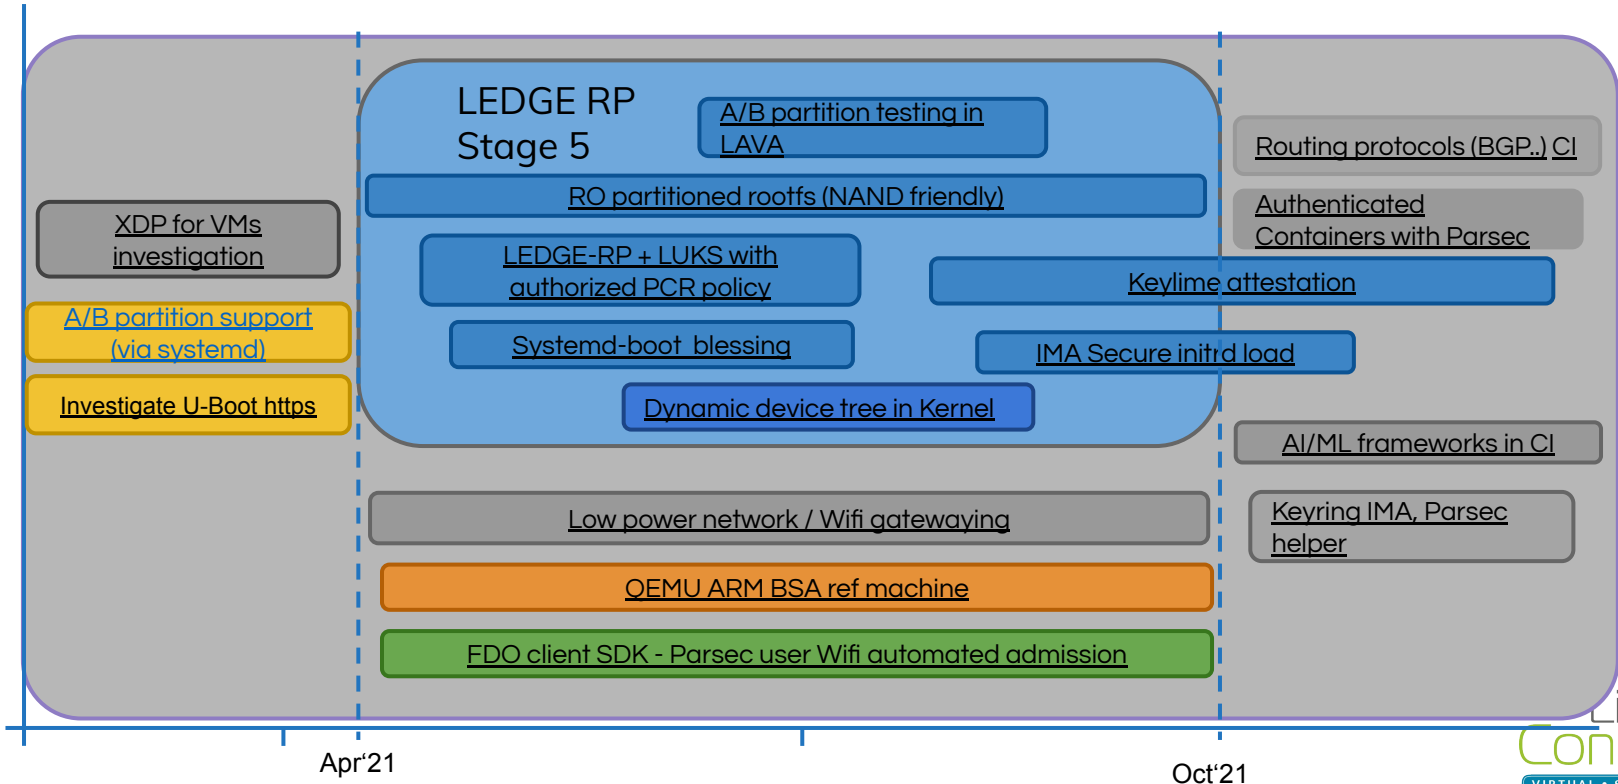 LEDGE RP
Stage 5
A/B partition testing in
LAVA
Routing protocols (BGP..) CI
RO partitioned rootfs (NAND friendly)
XDP for VMs
investigation
Authenticated
Containers with Parsec
LEDGE-RP + LUKS with
authorized PCR policy
Keylime attestation
A/B partition support
(via systemd)
Systemd-boot blessing
IMA Secure initrd load
Investigate U-Boot https
Dynamic device tree in Kernel
AI/ML frameworks in CI
Low power network / Wifi gatewaying
Keyring IMA, Parsec
helper
QEMU ARM BSA ref machine
FDO client SDK - Parsec user Wifi automated admission
Apr‘21
Oct‘21